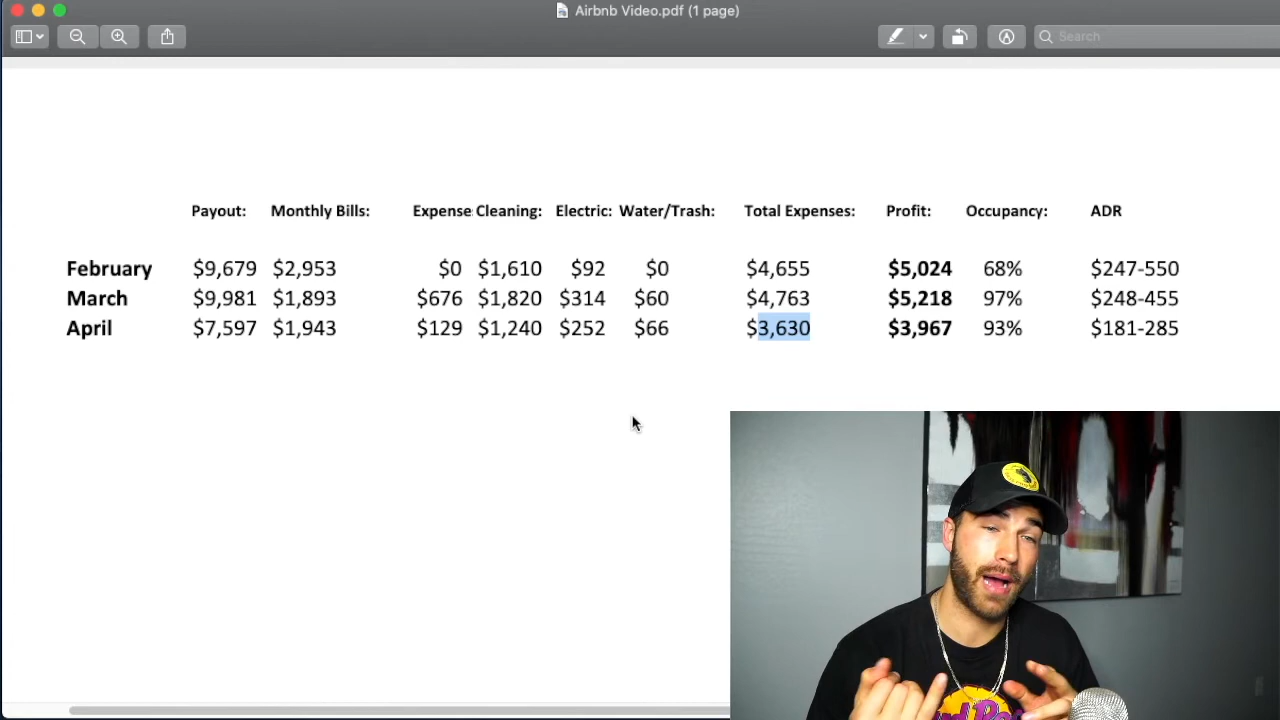 Airbnb Video.pdf (1 page)
Search
Payout: Monthly Bills: Expense Cleaning: Electric: Water/Trash: Total Expenses: Profit: Occupancy: ADR
February $9,679 $2,953 $0 $1,610 $92 $0 $4,655 $5,024 68% $247-550
March $9,981 $1,893 $676 $1,820 $314 $60 $4,763 $5,218 97% $248-455
April $7,597 $1,943 $129 $1,240 $252 $66 $3,630 $3,967 93% $181-285